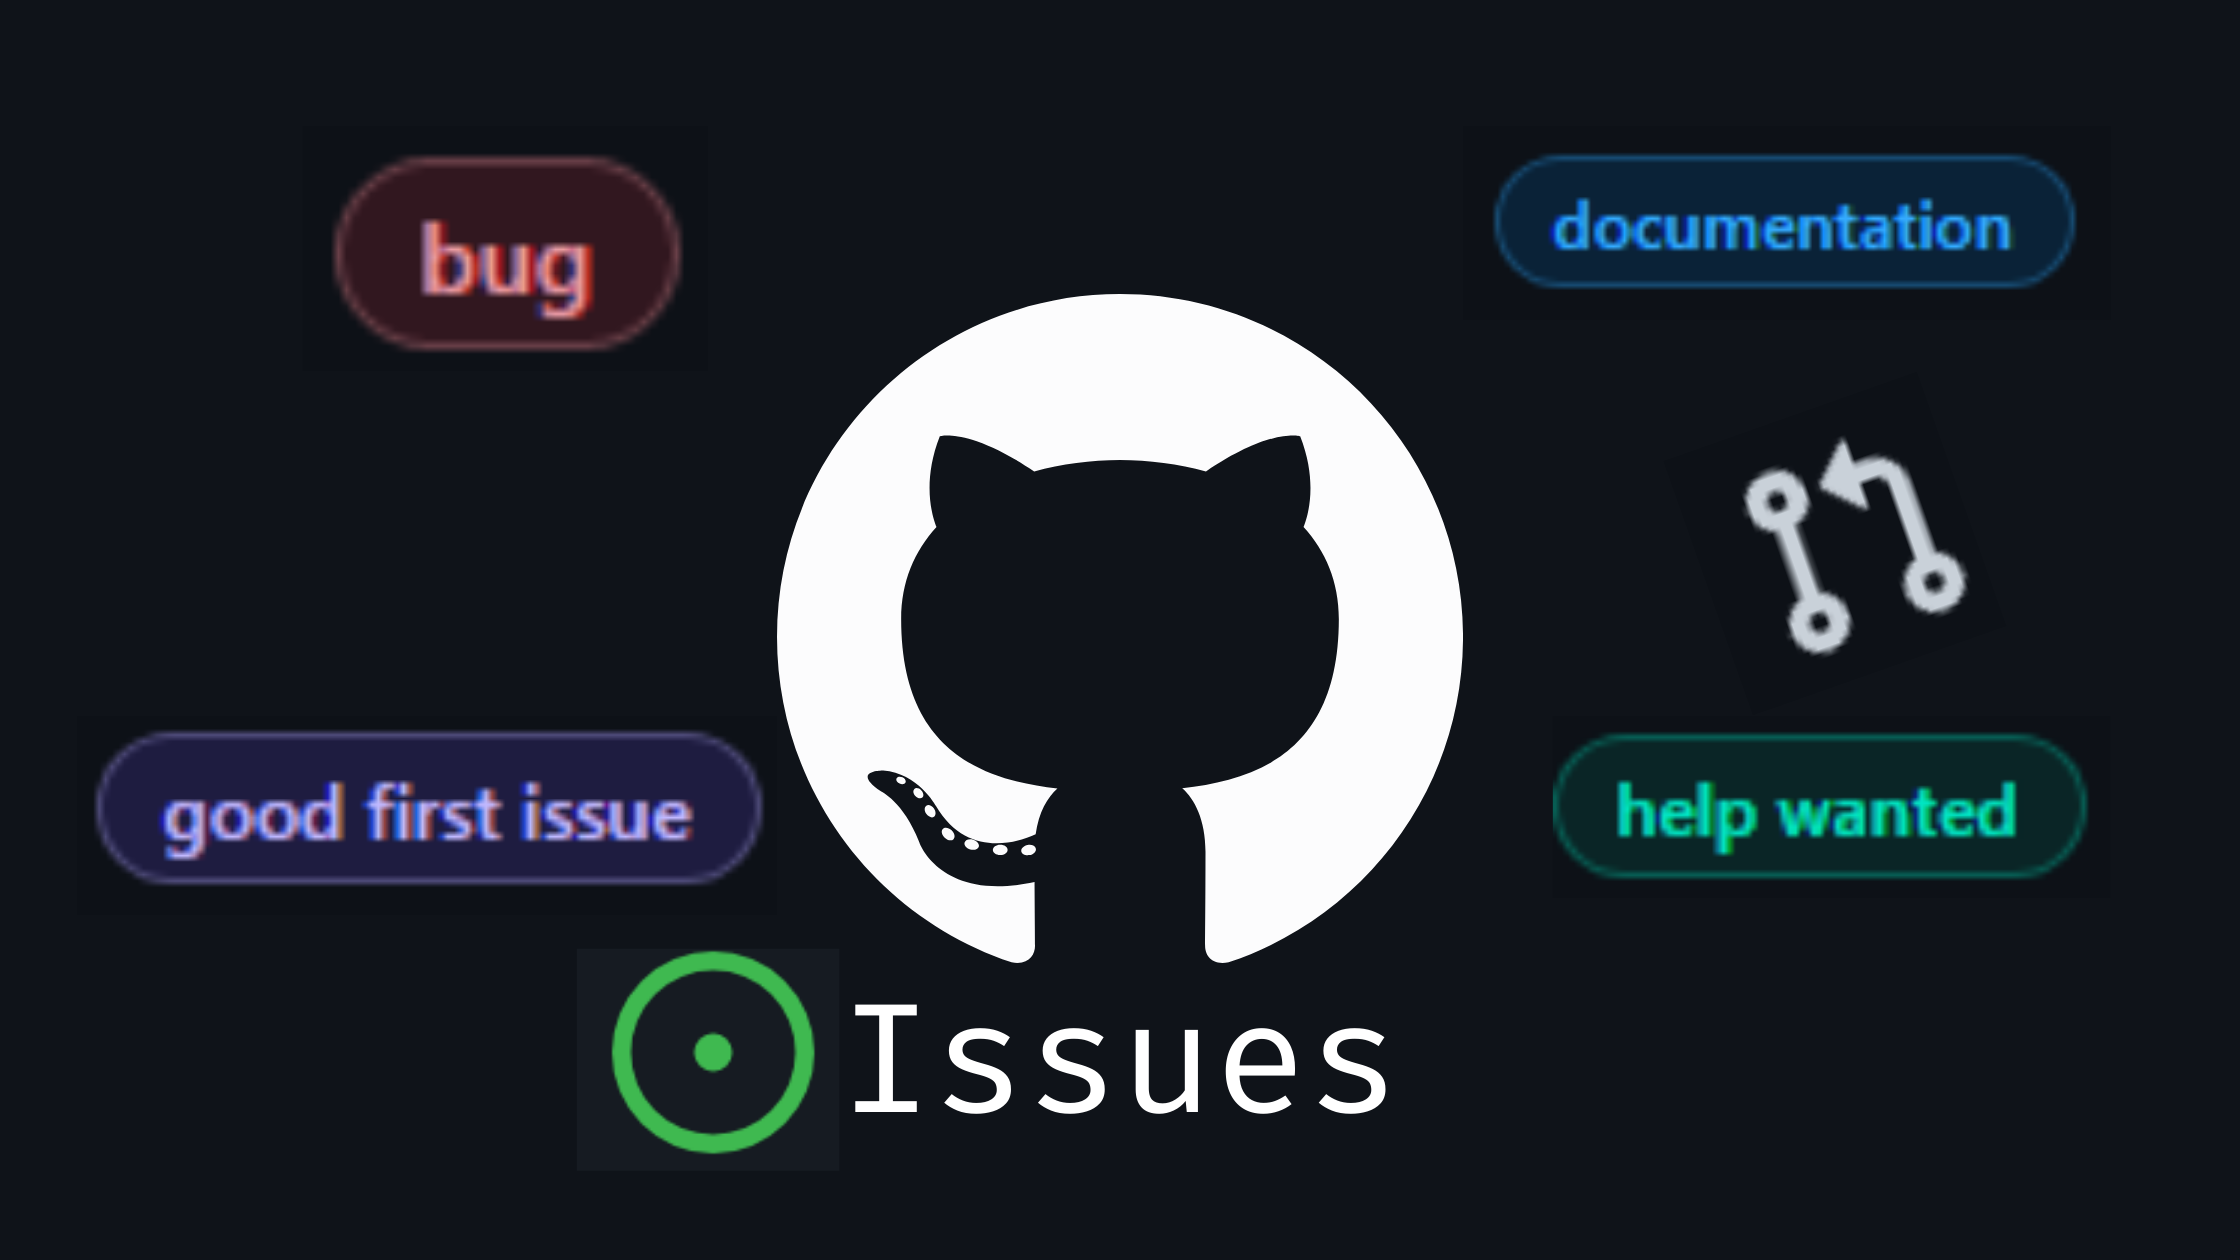 bug
documentation
good first issue
help wanted
Issues